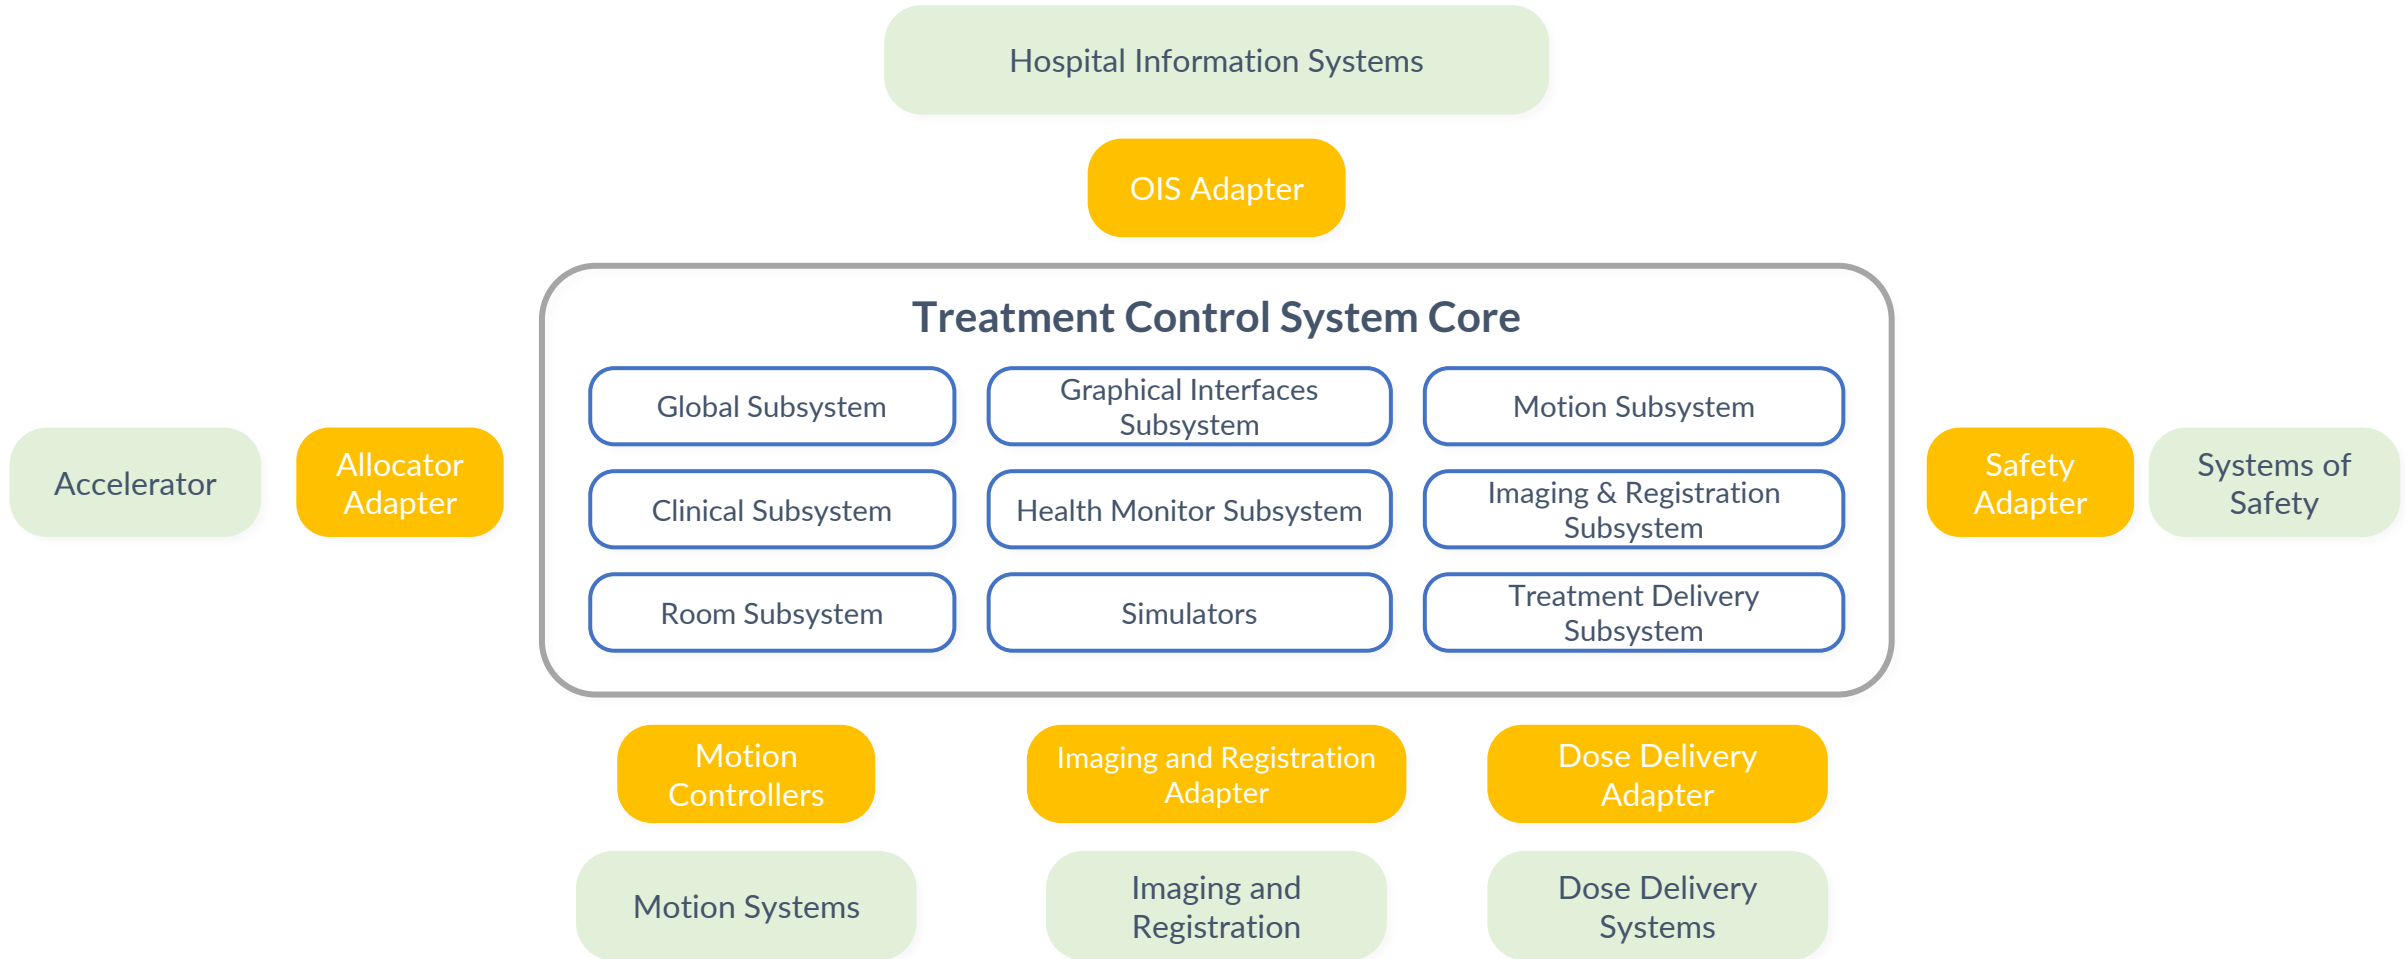 Hospital Information Systems
OIS Adapter
Treatment Control System Core
Global Subsystem
Graphical Interfaces
Subsystem
Motion Subsystem
Clinical Subsystem
Health Monitor Subsystem
Imaging & Registration
Subsystem
Room Subsystem
Simulators
Treatment Delivery
Subsystem
Accelerator
Allocator
Adapter
Safety
Adapter
Systems of
Safety
Motion
Controllers
Imaging and Registration
Adapter
Dose Delivery
Adapter
Motion Systems
Imaging and
Registration
Dose Delivery
Systems